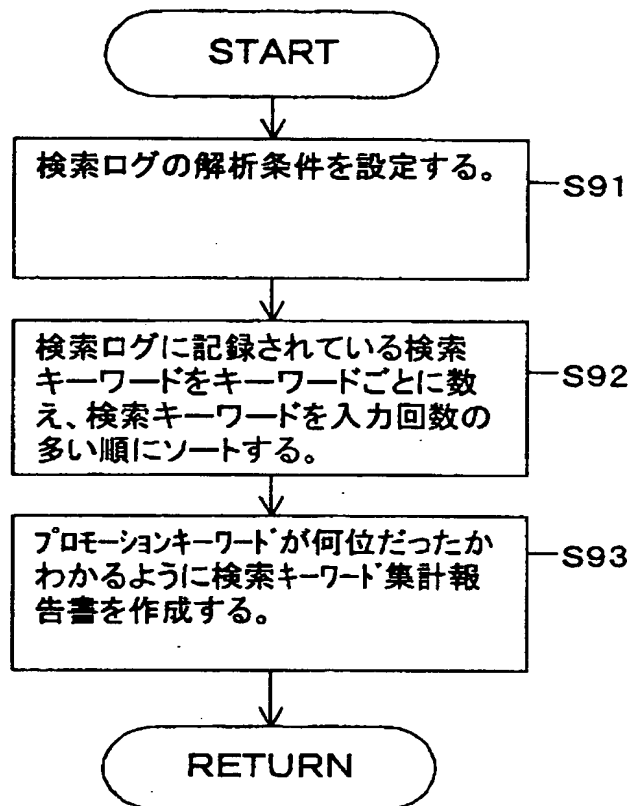 START
検索ログの解析条件を設定する。
S91
検索ログに記録されている検索
キーワードをキーワードごとに数
え、検索キーワードを入力回数の
多い順にソートする。
S92
プロモーションキーワードが何位だったか
わかるように検索キーワード集計報
告書を作成する。
S93
RETURN